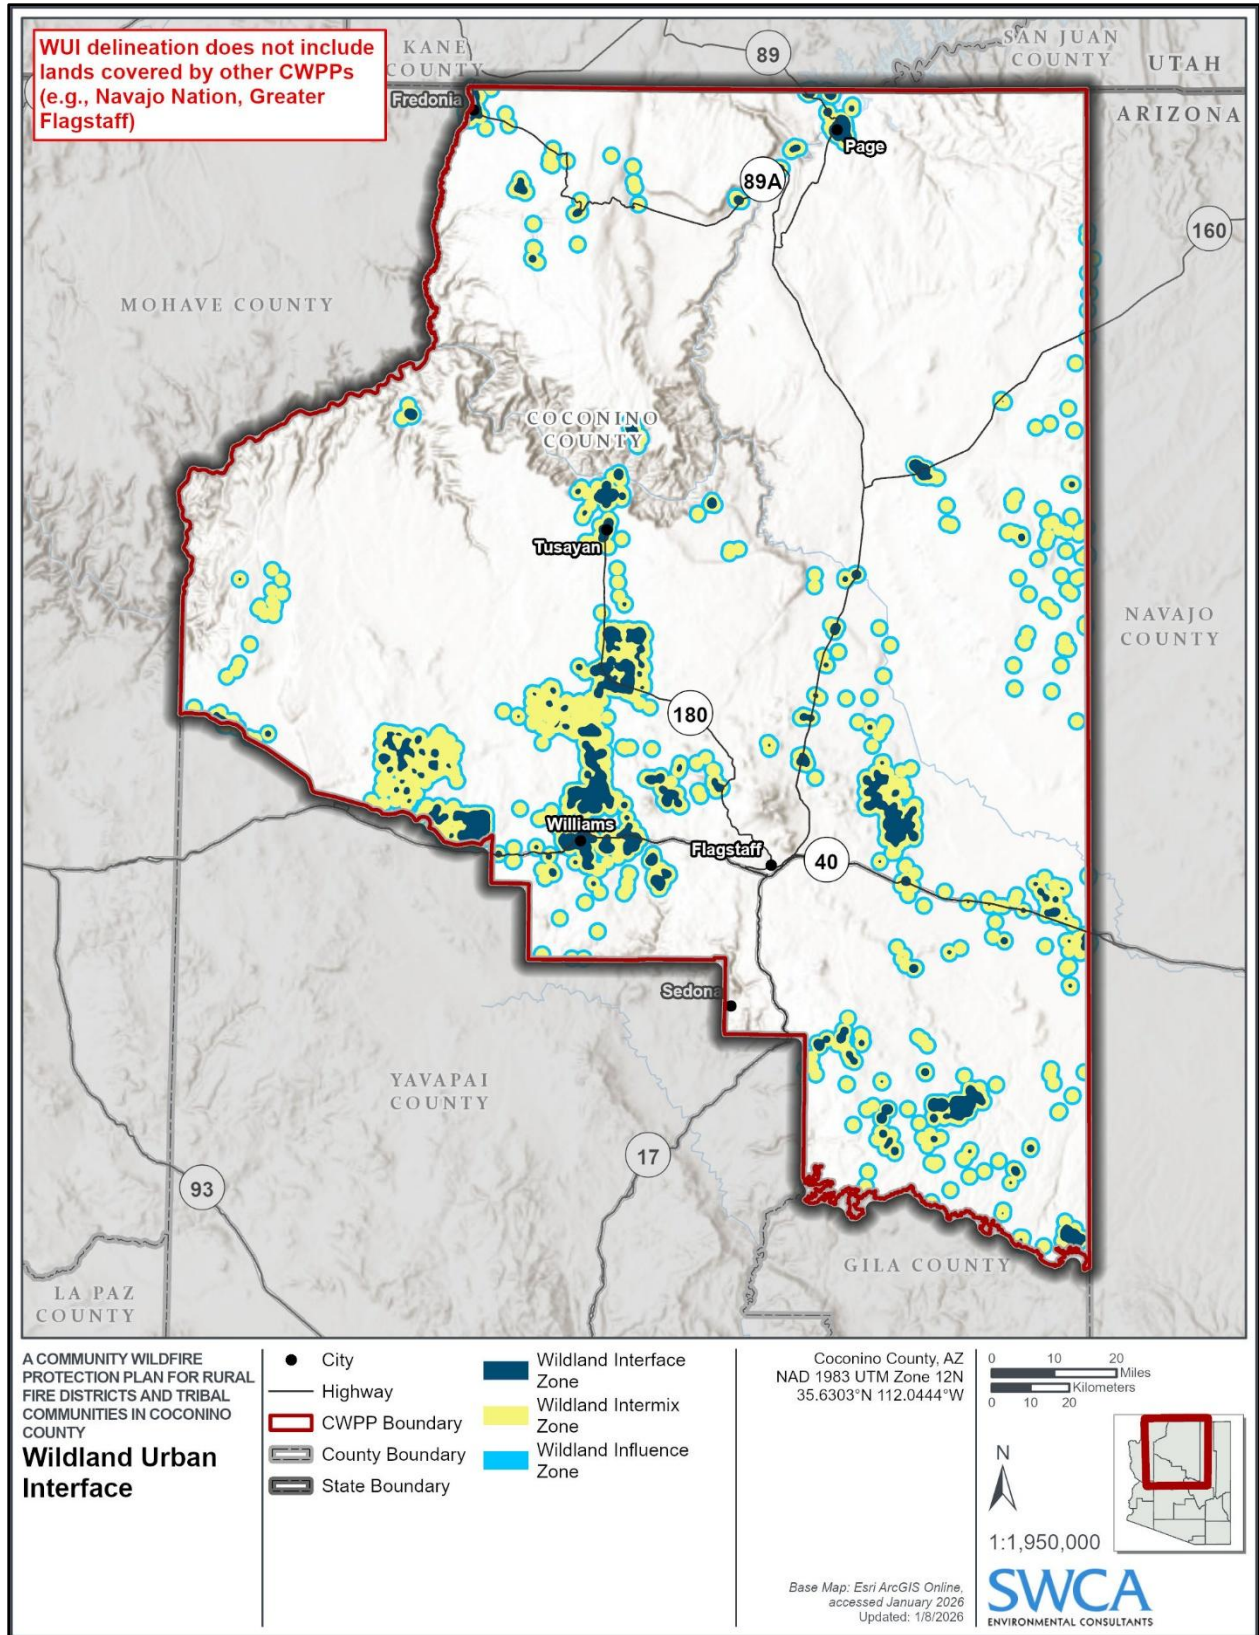 WUI delineation does not include
lands covered by other CWPPs
(e.g., Navajo Nation, Greater
Flagstaff)
KANE
COUNTY
89
SAN JUAN
COUNTY
UTAH
ARIZONA
Fredonia
Page
89A
160
MOHAVE COUNTY
COCONINO
COUNTY
Tusayan
NAVAJO
COUNTY
180
Williams
Flagstaff
40
Sedona
YAVAPAI
COUNTY
17
93
GILA COUNTY
LA PAZ
COUNTY
A COMMUNITY WILDFIRE
PROTECTION PLAN FOR RURAL
FIRE DISTRICTS AND TRIBAL
COMMUNITIES IN COCONINO
COUNTY
Wildland Urban
Interface
City
Highway
CWPP Boundary
County Boundary
State Boundary
Wildland Interface
Zone
Wildland Intermix
Zone
Wildland Influence
Zone
Coconino County, AZ
NAD 1983 UTM Zone 12N
35.6303°N 112.0444°W
Base Map: Esri ArcGIS Online,
accessed January 2026
Updated: 1/8/2026
0 10 20
Miles
Kilometers
0 10 20
N
1:1,950,000
SWCA
ENVIRONMENTAL CONSULTANTS